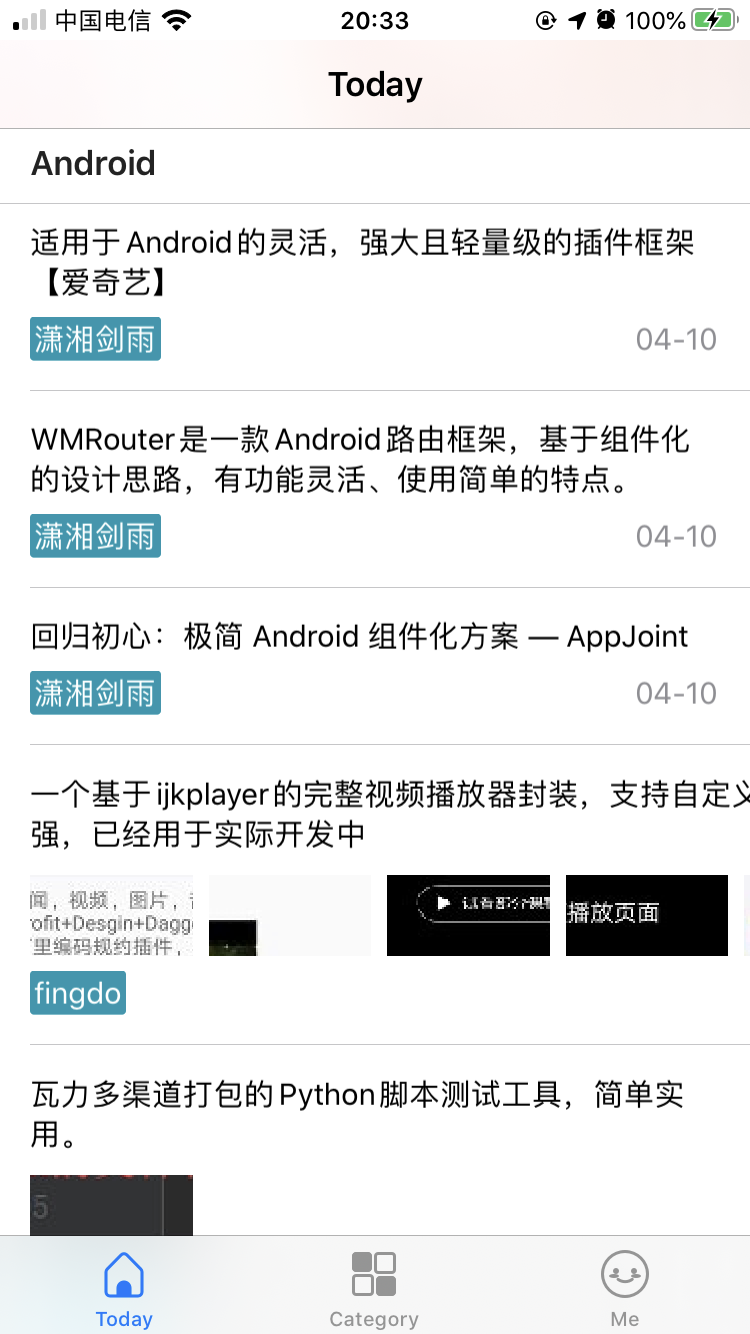 中国电信
20:33
100%
Today
Android
适用于Android的灵活，强大且轻量级的插件框架
【爱奇艺】
潇湘剑雨
04-10
WMRouter是一款Android路由框架，基于组件化
的设计思路，有功能灵活、使用简单的特点。
潇湘剑雨
04-10
回归初心：极简 Android 组件化方案 — AppJoint
潇湘剑雨
04-10
一个基于ijkplayer的完整视频播放器封装，支持自定义
强，已经用于实际开发中
闻，视频，图片，
ofit+Desgin+Dagg
里编码规约插件，
播放页面
fingdo
瓦力多渠道打包的Python脚本测试工具，简单实
用。
5
Today
Category
Me